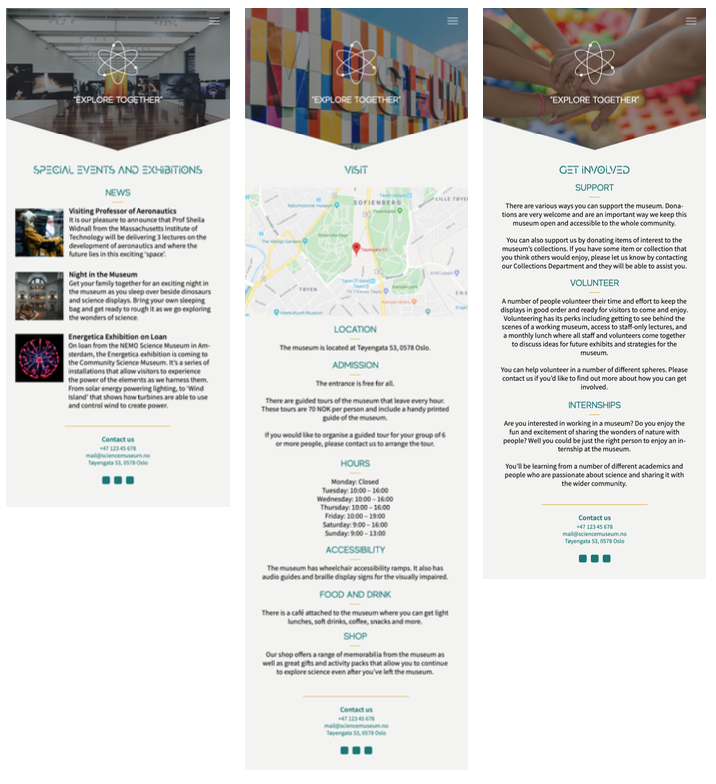 "EXPLORE TOGETHER"
SPECIAL EVENTS AND EXHIBITIONS
NEWS
Visiting Professor of Aeronautics
It is our pleasure to announce that Prof Sheila
Widnall from the Massachusetts Institute of
Technology will be delivering 3 lectures on the
development of aeronautics and where the
future lies in this exciting 'space'.
Night in the Museum
Get your family together for an exciting night in
the museum as you sleep over beside dinosaurs
and science displays. Bring your own sleeping
bag and get ready to rough it as we go exploring
the wonders of science.
Energetica Exhibition on Loan
On loan from the NEMO Science Museum in Am-
sterdam, the Energetica exhibition is coming to
the Community Science Museum. It's a series of
installations that allow visitors to experience
the power of the elements as we harness them.
From solar energy powering lighting, to 'Wind
Island' that shows how turbines are able to use
and control wind to create power.
Contact us
+47 123 45 678
mail@sciencemuseum.no
Tøyengata 53, 0578 Oslo
MUSEUM
"EXPLORE TOGETHER"
VISIT
SOFIENBERG
TØYEN
Tøyengata 53
LOCATION
The museum is located at Tøyengata 53, 0578 Oslo.
ADMISSION
The entrance is free for all.
There are guided tours of the museum that leave every hour.
These tours are 70 NOK per person and include a handy printed
guide of the museum.
If you would like to organise a guided tour for your group of 6
or more people, please contact us to arrange the tour.
HOURS
Monday: Closed
Tuesday: 10:00 – 16:00
Wednesday: 10:00 – 16:00
Thursday: 10:00 – 16:00
Friday: 10:00 – 19:00
Saturday: 9:00 – 16:00
Sunday: 9:00 – 13:00
ACCESSIBILITY
The museum has wheelchair accessibility ramps. It also has
audio guides and braille display signs for the visually impaired.
FOOD AND DRINK
There is a café attached to the museum where you can get light
lunches, soft drinks, coffee, snacks and more.
SHOP
Our shop offers a range of memorabilia from the museum as
well as great gifts and activity packs that allow you to continue
to explore science even after you've left the museum.
Contact us
+47 123 45 678
mail@sciencemuseum.no
Tøyengata 53, 0578 Oslo
"EXPLORE TOGETHER"
GET INVOLVED
SUPPORT
There are various ways you can support the museum. Dona-
tions are very welcome and are an important way we keep this
museum open and accessible to the whole community.
You can also support us by donating items of interest to the
museum's collections. If you have some item or collection that
you think others would enjoy, please let us know by contacting
our Collections Department and they will be able to assist you.
VOLUNTEER
A number of people volunteer their time and effort to keep the
displays in good order and ready for visitors to come and enjoy.
Volunteering has its perks including getting to see behind the
scenes of a working museum, access to staff-only lectures, and
a monthly lunch where all staff and volunteers come together
to discuss ideas for future exhibits and strategies for the
museum.
You can help volunteer in a number of different spheres. Please
contact us if you'd like to find out more about how you can get
involved.
INTERNSHIPS
Are you interested in working in a museum? Do you enjoy the
fun and excitement of sharing the wonders of nature with
people? Well you could be just the right person to enjoy an in-
ternship at the museum.
You'll be learning from a number of different academics and
people who are passionate about science and sharing it with
the wider community.
Contact us
+47 123 45 678
mail@sciencemuseum.no
Tøyengata 53, 0578 Oslo